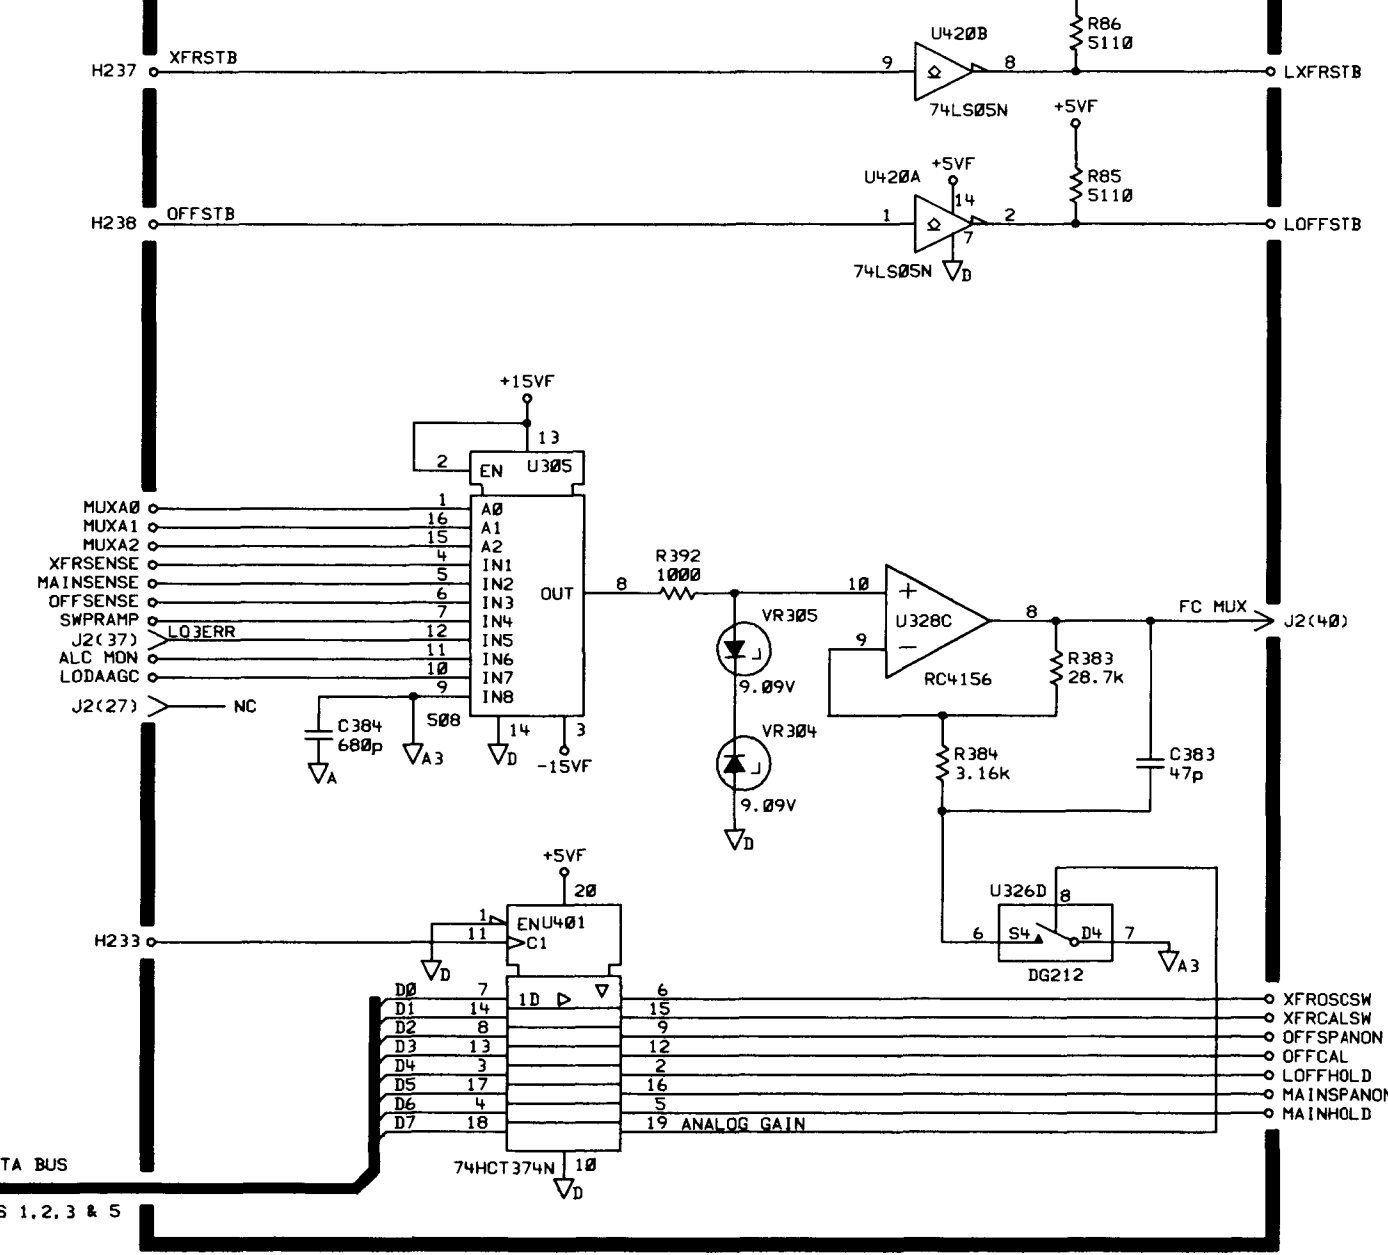 R86
5110
U420B
XFRSTB
H237
9
8
LXFRSTB
74LS05N
+5VF
U420A
+5VF
R85
5110
14
OFFSTB
H238
1
2
LOFFSTB
7
74LS05N
D
+15VF
13
2
EN
U305
MUXA0
1
A0
MUXA1
16
A1
MUXA2
15
A2
XFRSENSE
4
IN1
MAINSENSE
5
IN2
OFFSENSE
6
IN3
SWPRAMP
7
IN4
J2(37)
LO3ERR
12
IN5
ALC MON
11
IN6
LODAAGC
10
IN7
9
IN8
J2(27)
NC
OUT
8
R392
1000
10
+
U328C
9
−
RC4156
8
FC MUX
J2(40)
VR305
9.09V
VR304
9.09V
D
R383
28.7k
R384
3.16k
C383
47p
C384
680p
A
A3
508
14
D
3
-15VF
+5VF
20
1
EN
U401
H233
11
C1
D
U326D
8
6
S4
D4
7
A3
DG212
D0
7
1D
6
XFROSCSW
D1
14
15
XFRCALSW
D2
8
9
OFFSPANON
D3
13
12
OFFCAL
D4
3
2
LOFFHOLD
D5
17
16
MAINSPANON
D6
4
5
MAINHOLD
D7
18
19
ANALOG GAIN
74HCT374N
10
D
TA BUS
S 1,2,3 & 5